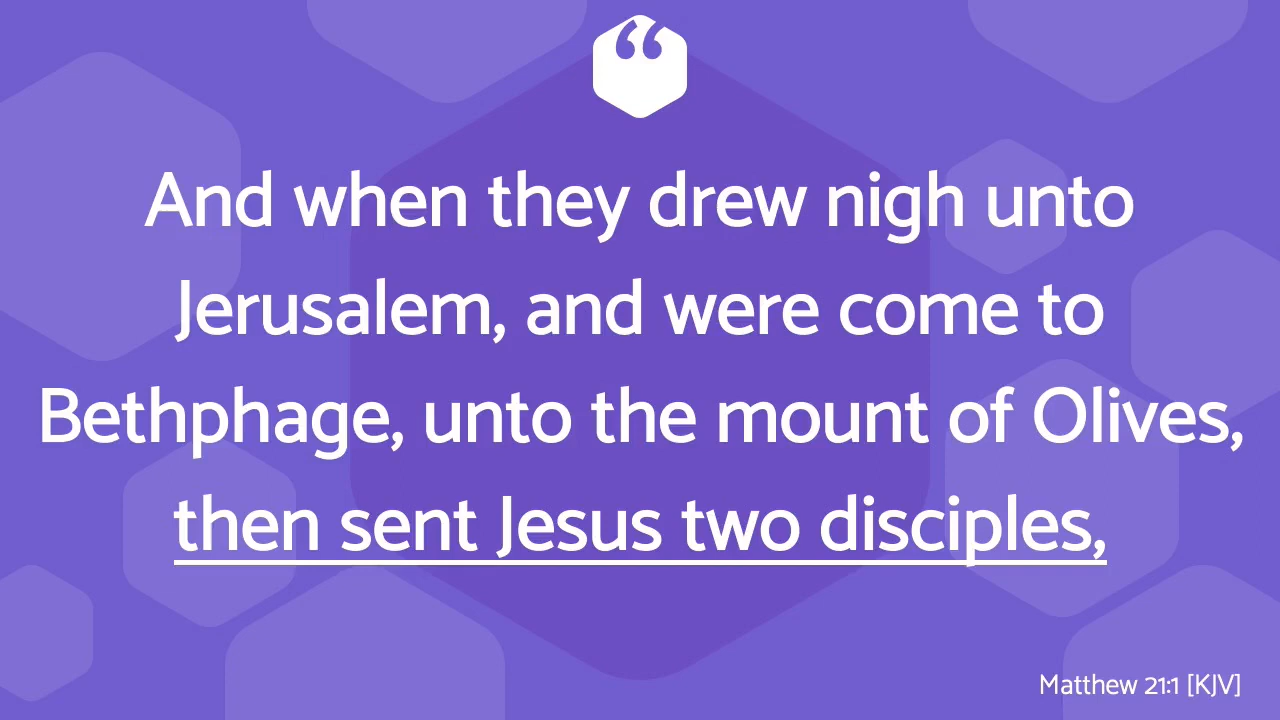 “
And when they drew nigh unto
Jerusalem, and were come to
Bethphage, unto the mount of Olives,
then sent Jesus two disciples,
Matthew 21:1 [KJV]